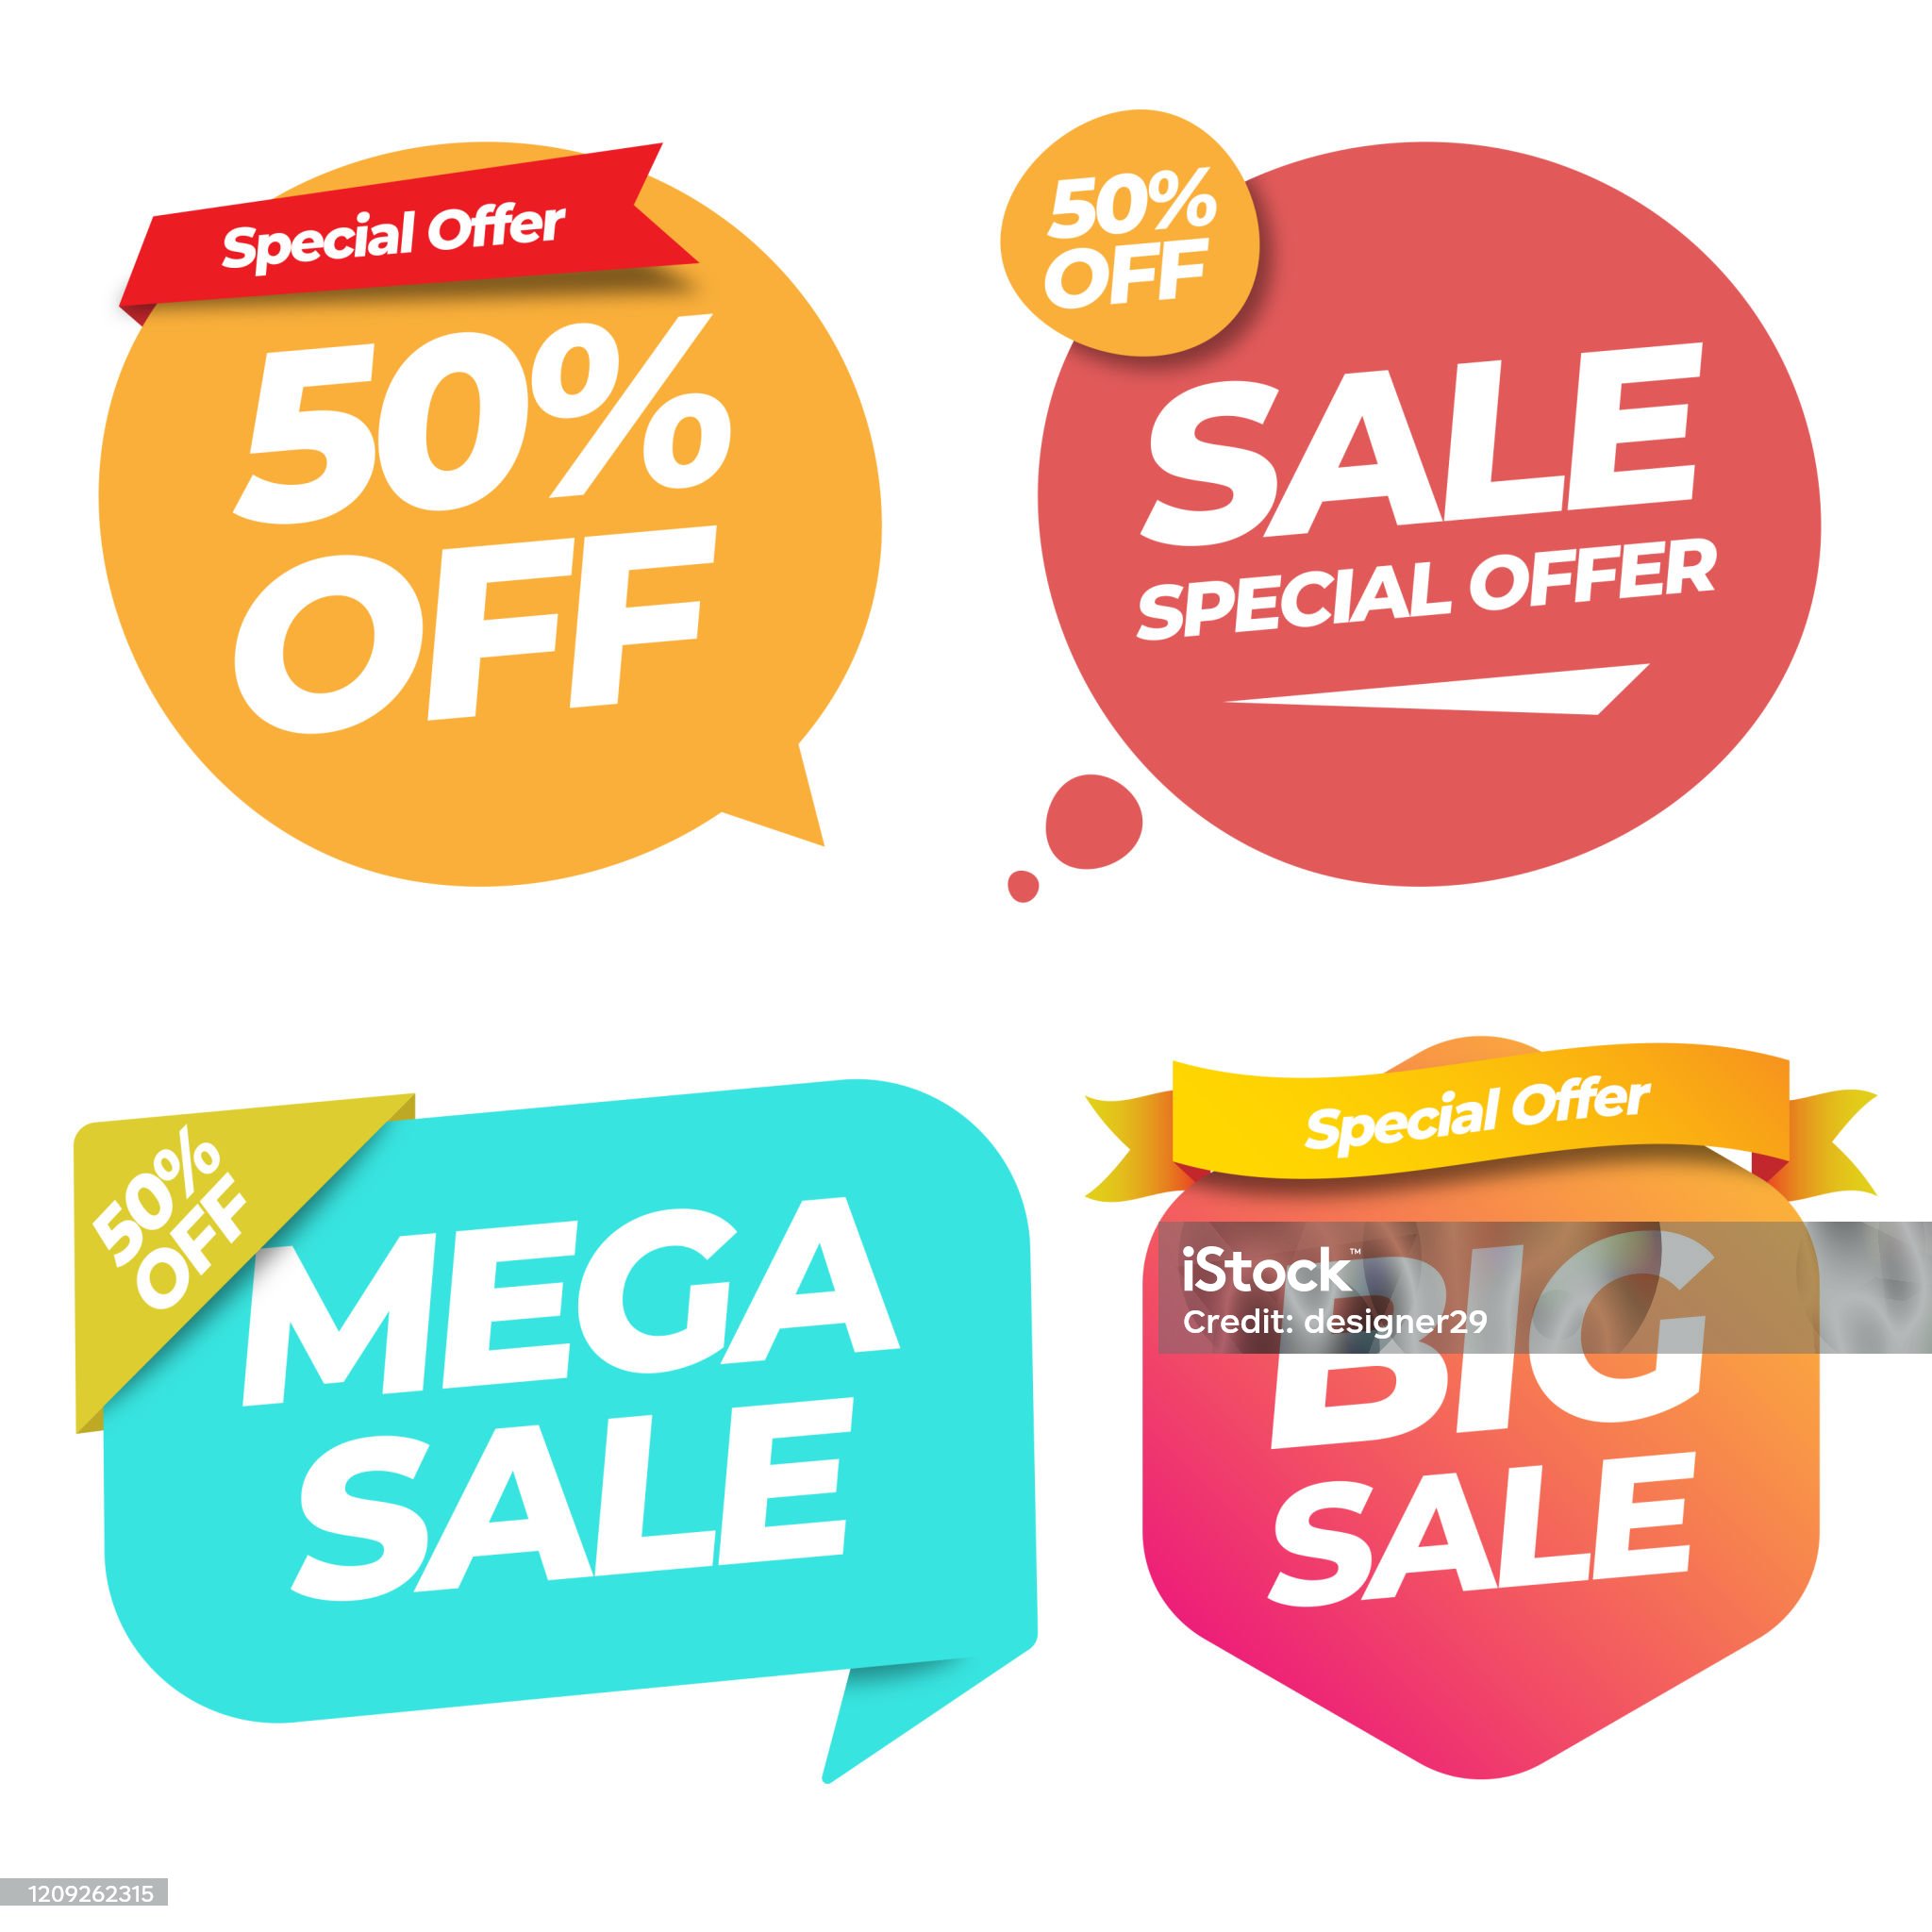 Special Offer
50%
OFF
50%
OFF
SALE
SPECIAL OFFER
50%
OFF
MEGA
SALE
Special Offer
BIG
SALE
iStock™
Credit: designer29
1209262315